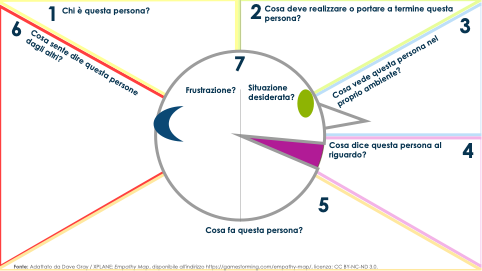 1 Chi è questa persona?
2 Cosa deve realizzare o portare a termine questa
persona?
3
Cosa vede questa persona nel
proprio ambiente?
4
Cosa dice questa persona al
riguardo?
5
Cosa fa questa persona?
6
Cosa sente dire questa persona
dagli altri?
7
Frustrazione?
Situazione
desiderata?
Fonte: Adattato da Dave Gray / XPLANE: Empathy Map, disponibile all'indirizzo https://gamestorming.com/empathy-map/, licenza: CC BY-NC-ND 3.0.